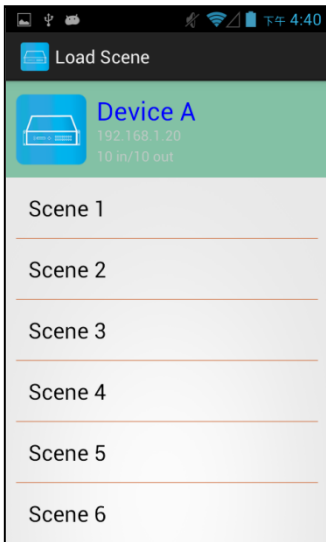 下午 4:40
Load Scene
Device A
192.168.1.20
10 in/10 out
Scene 1
Scene 2
Scene 3
Scene 4
Scene 5
Scene 6